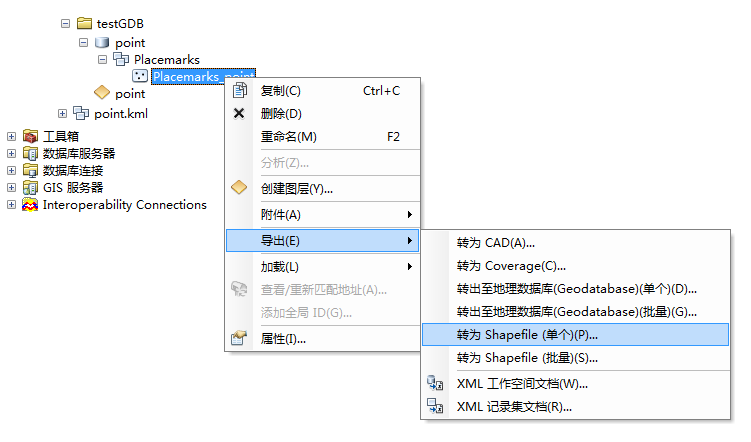 testGDB
point
Placemarks
Placemarks_point
point
point.kml
工具箱
数据库服务器
数据库连接
GIS 服务器
Interoperability Connections
复制(C) Ctrl+C
删除(D)
重命名(M) F2
分析(Z)...
创建图层(Y)...
附件(A)
导出(E)
加载(L)
查看/重新匹配地址(A)...
添加全局 ID(G)...
属性(I)...
转为 CAD(A)...
转为 Coverage(C)...
转出至地理数据库(Geodatabase)(单个)(D)...
转出至地理数据库(Geodatabase)(批量)(G)...
转为 Shapefile (单个)(P)...
转为 Shapefile (批量)(S)...
XML 工作空间文档(W)...
XML 记录集文档(R)...